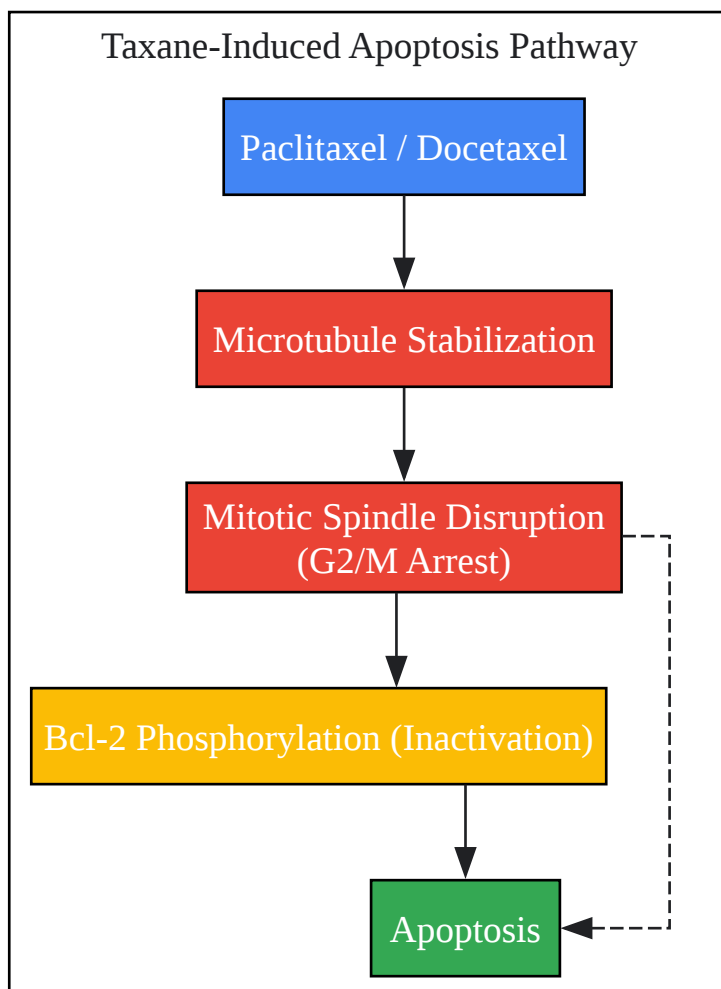 Taxane-Induced Apoptosis Pathway
Paclitaxel / Docetaxel
Microtubule Stabilization
Mitotic Spindle Disruption
(G2/M Arrest)
Bcl-2 Phosphorylation (Inactivation)
Apoptosis